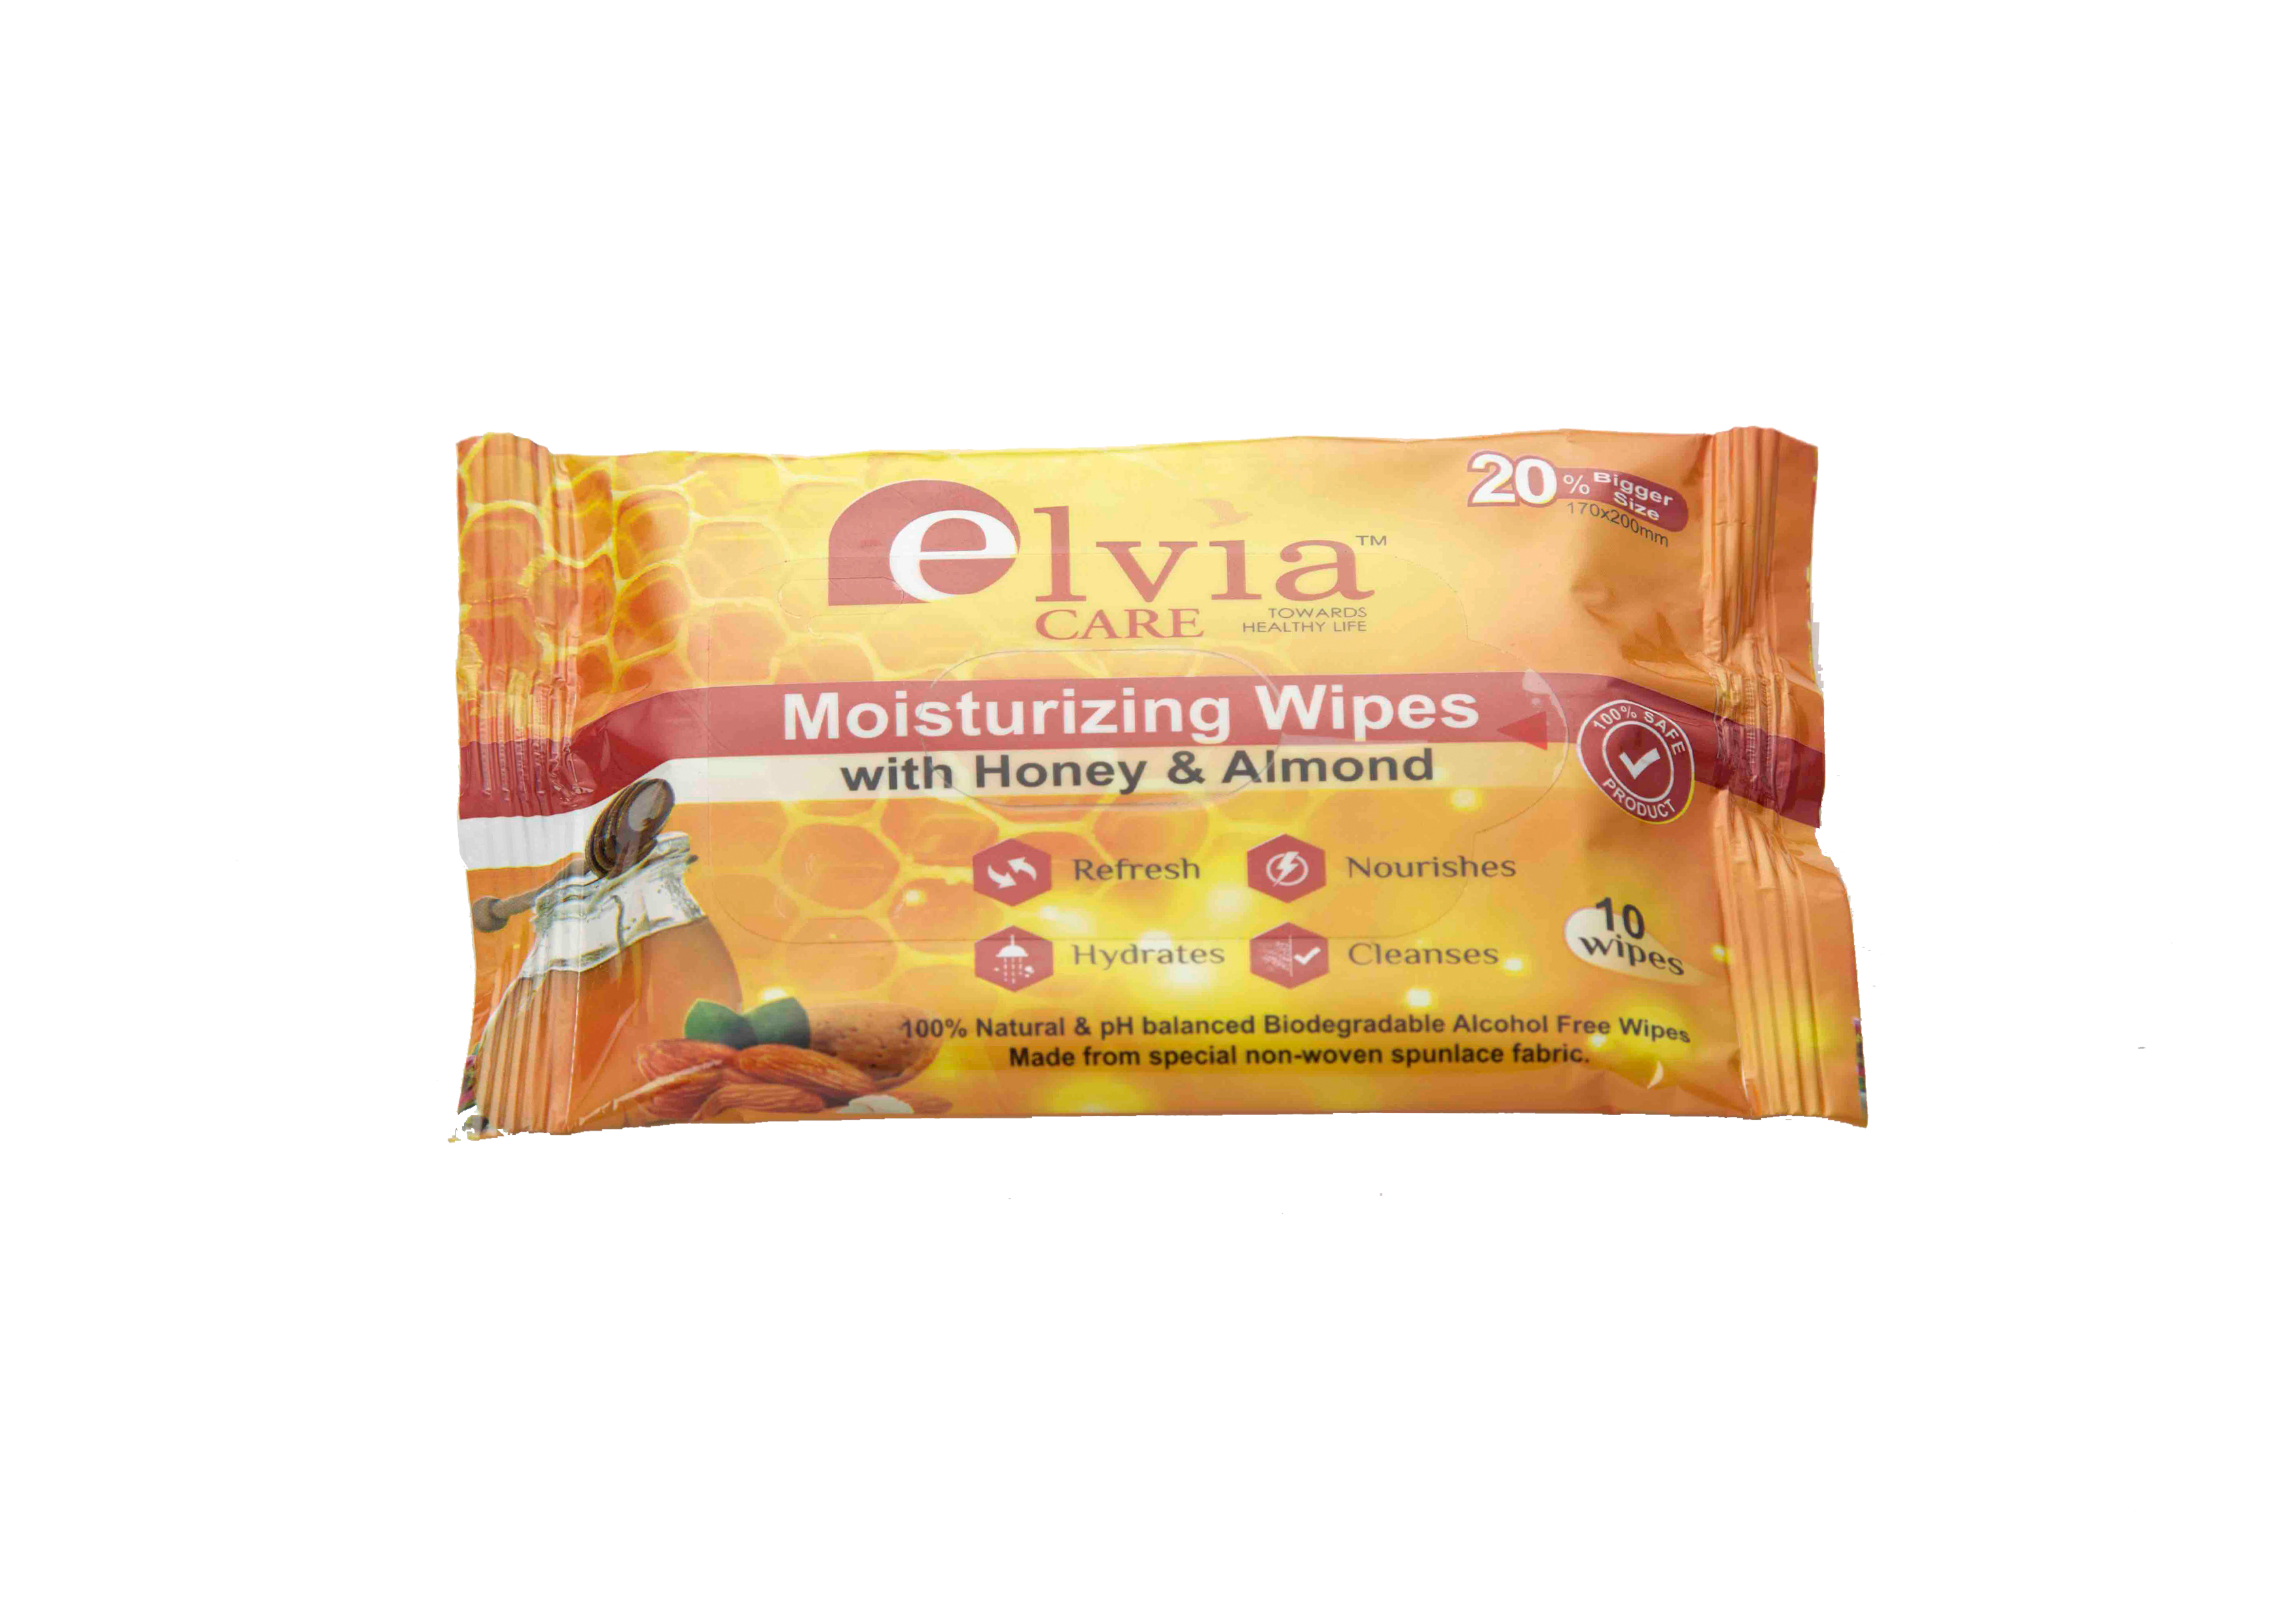 elvia™
CARE
TOWARDS
HEALTHY LIFE
20% Bigger
Size
170x200mm
Moisturizing Wipes
with Honey & Almond
100% SAFE
PRODUCT
Refresh
Nourishes
Hydrates
Cleanses
10
wipes
100% Natural & pH balanced Biodegradable Alcohol Free Wipes
Made from special non-woven spunlace fabric.